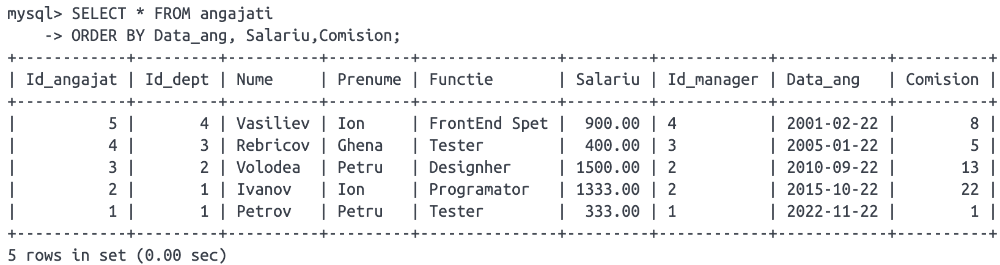 mysql> SELECT * FROM angajati
    -> ORDER BY Data_ang, Salariu,Comision;
+------------+---------+----------+---------+---------------+---------+------------+------------+----------+
| Id_angajat | Id_dept | Nume     | Prenume | Functie       | Salariu | Id_manager | Data_ang   | Comision |
+------------+---------+----------+---------+---------------+---------+------------+------------+----------+
|          5 |       4 | Vasiliev | Ion     | FrontEnd Spet |  900.00 | 4          | 2001-02-22 |        8 |
|          4 |       3 | Rebricov | Ghena   | Tester        |  400.00 | 3          | 2005-01-22 |        5 |
|          3 |       2 | Volodea  | Petru   | Designher     | 1500.00 | 2          | 2010-09-22 |       13 |
|          2 |       1 | Ivanov   | Ion     | Programator   | 1333.00 | 2          | 2015-10-22 |       22 |
|          1 |       1 | Petrov   | Petru   | Tester        |  333.00 | 1          | 2022-11-22 |        1 |
+------------+---------+----------+---------+---------------+---------+------------+------------+----------+
5 rows in set (0.00 sec)